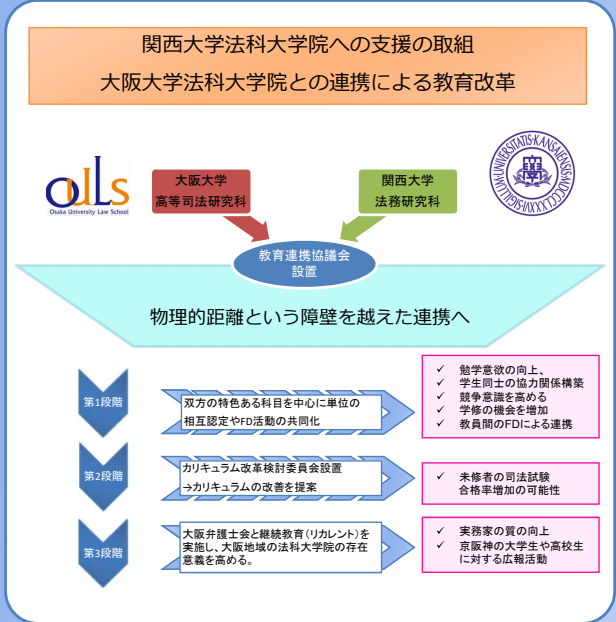 関西大学法科大学院への支援の取組
大阪大学法科大学院との連携による教育改革
OULS
Osaka University Law School
大阪大学
高等司法研究科
関西大学
法務研究科
SIGILLUM·UNIVERSITATIS·KANSAIENSIS·MDCCCLXXXVI
教育連携協議会
設置
物理的距離という障壁を越えた連携へ
第1段階
双方の特色ある科目を中心に単位の
相互認定やFD活動の共同化
✓ 勉学意欲の向上、
✓ 学生同士の協力関係構築
✓ 競争意識を高める
✓ 学修の機会を増加
✓ 教員間のFDによる連携
第2段階
カリキュラム改革検討委員会設置
→カリキュラムの改善を提案
✓ 未修者の司法試験
合格率増加の可能性
第3段階
大阪弁護士会と継続教育(リカレント)を
実施し、大阪地域の法科大学院の存在
意義を高める。
✓ 実務家の質の向上
✓ 京阪神の大学生や高校生
に対する広報活動